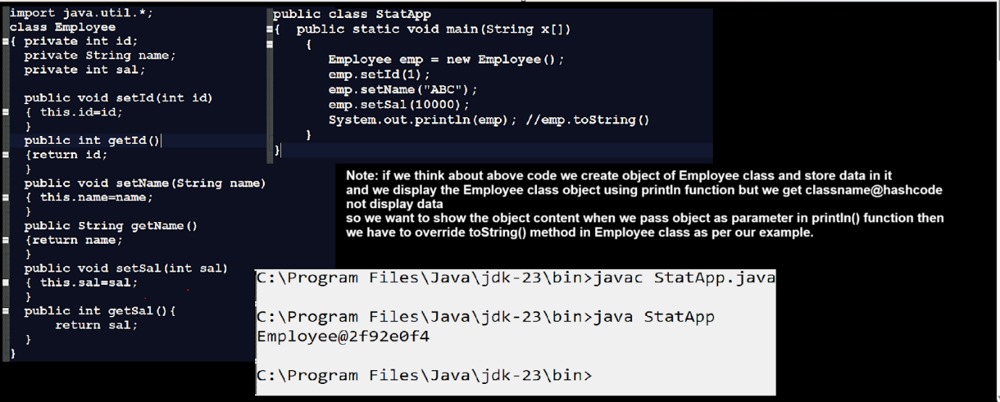 import java.util.*;
class Employee
{ private int id;
private String name;
private int sal;
public void setId(int id)
{ this.id=id;
}
public int getId()
{return id;
}
public void setName(String name)
{ this.name=name;
}
public String getName()
{return name;
}
public void setSal(int sal)
{ this.sal=sal;
}
public int getSal(){
return sal;
}
}
public class StatApp
{ public static void main(String x[])
{
Employee emp = new Employee();
emp.setId(1);
emp.setName("ABC");
emp.setSal(10000);
System.out.println(emp); //emp.toString()
}
}
Note: if we think about above code we create object of Employee class and store data in it
and we display the Employee class object using println function but we get classname@hashcode
not display data
so we want to show the object content when we pass object as parameter in println() function then
we have to override toString() method in Employee class as per our example.
C:\Program Files\Java\jdk-23\bin>javac StatApp.java
C:\Program Files\Java\jdk-23\bin>java StatApp
Employee@2f92e0f4
C:\Program Files\Java\jdk-23\bin>